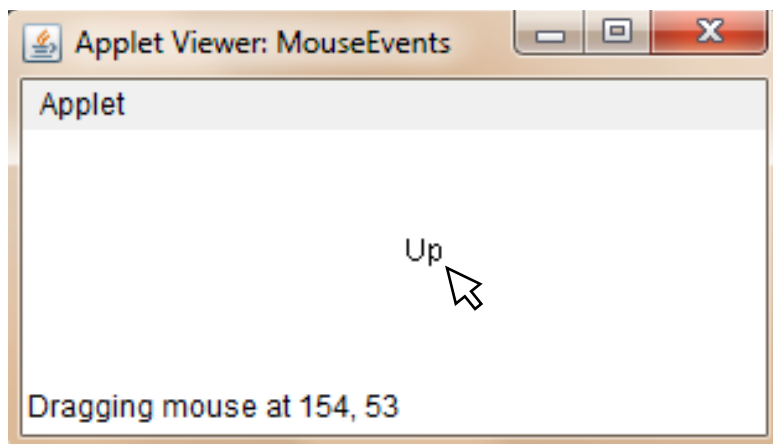 Applet Viewer: MouseEvents
Applet
Up
Dragging mouse at 154, 53